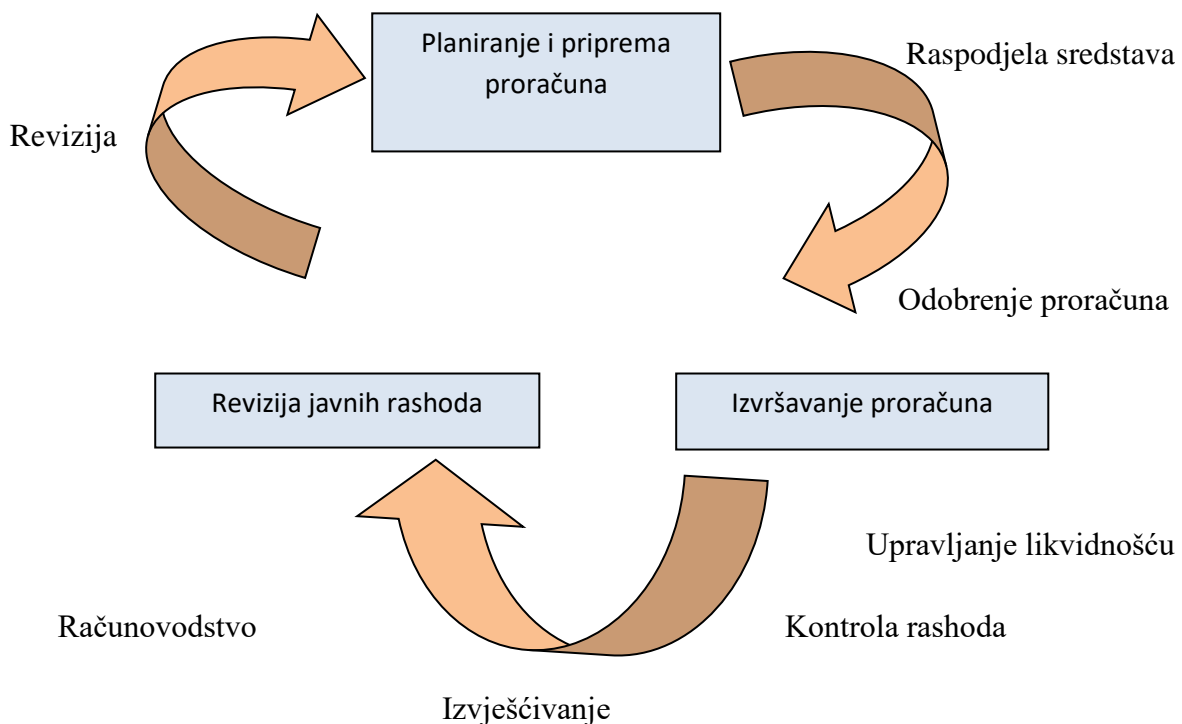 Planiranje i priprema
proračuna
Raspodjela sredstava
Revizija
Odobrenje proračuna
Revizija javnih rashoda
Izvršavanje proračuna
Upravljanje likvidnošću
Računovodstvo
Kontrola rashoda
Izvješćivanje